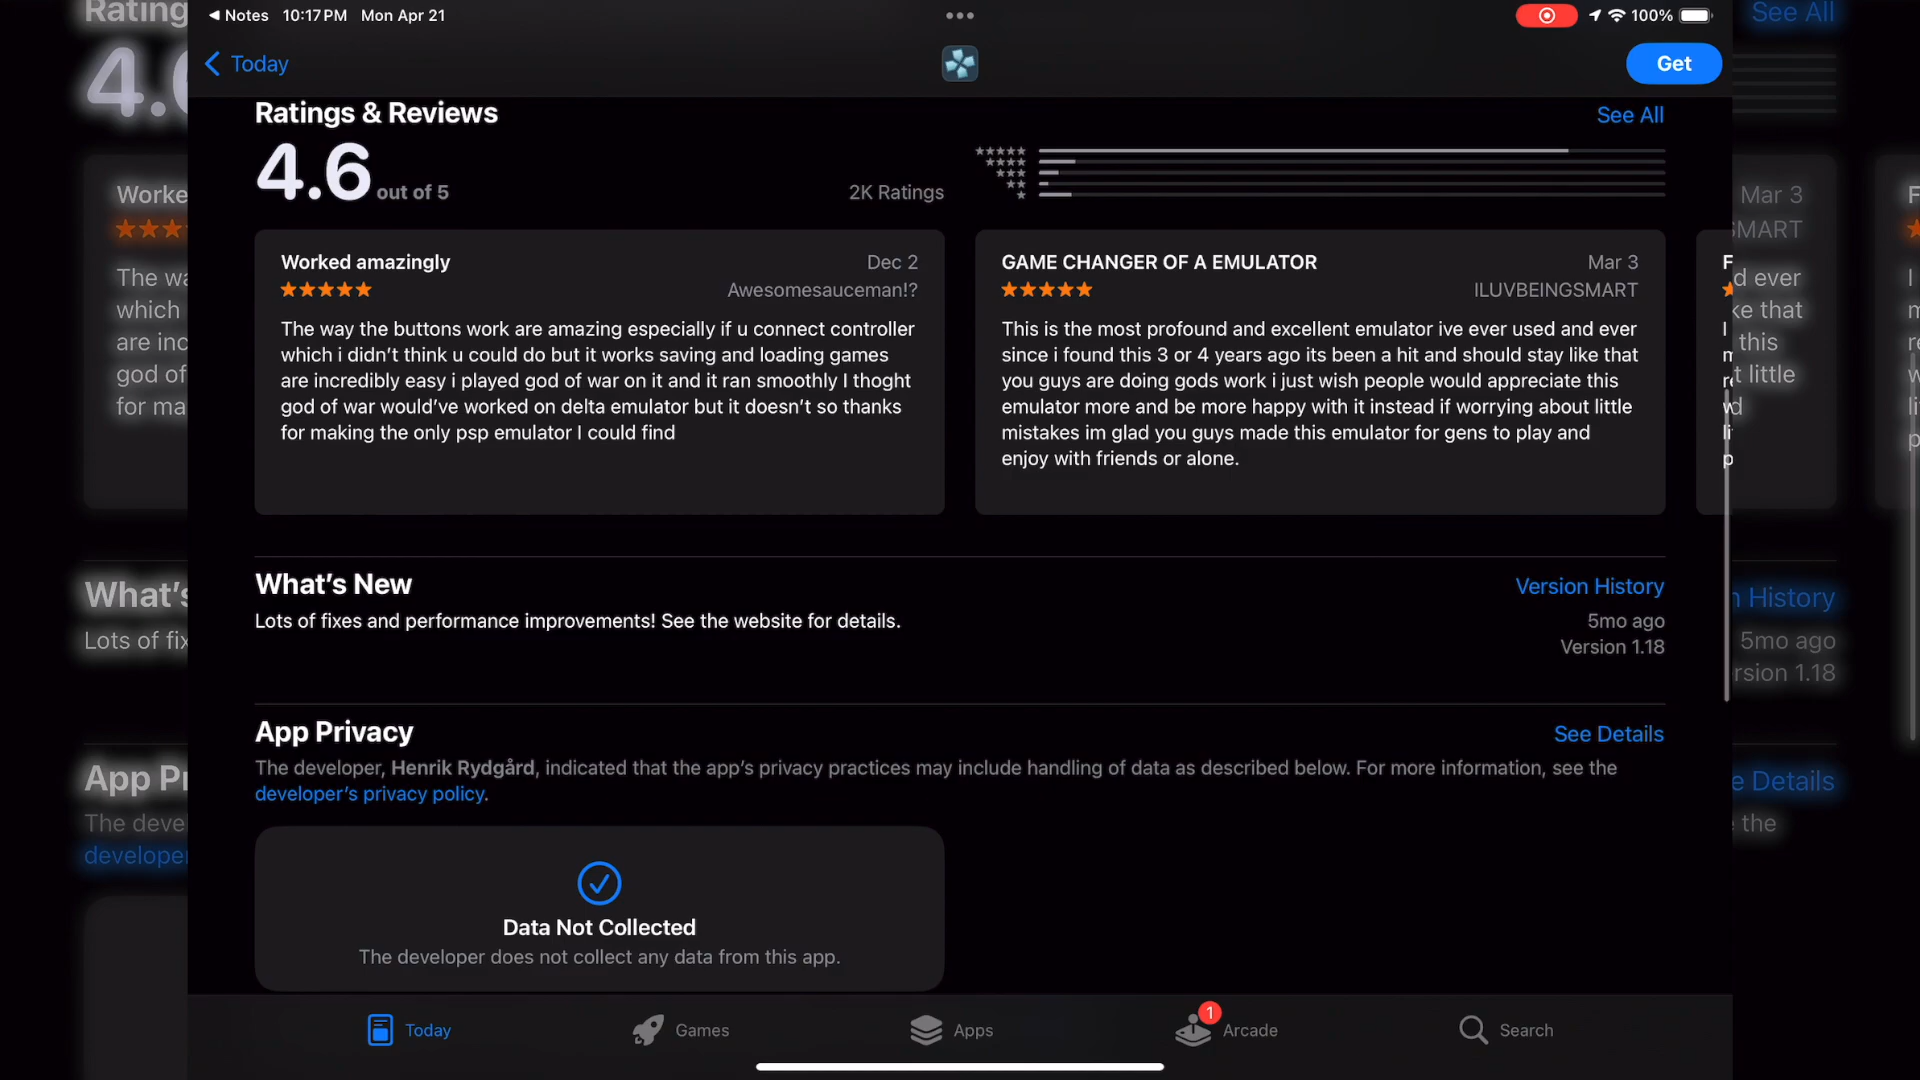 Notes 10:17 PM Mon Apr 21
100%
Today
Get
Ratings & Reviews
See All
4.6 out of 5
2K Ratings
Worked amazingly
Dec 2
Awesomesauceman!?
The way the buttons work are amazing especially if u connect controller
which i didn't think u could do but it works saving and loading games
are incredibly easy i played god of war on it and it ran smoothly I thoght
god of war would've worked on delta emulator but it doesn't so thanks
for making the only psp emulator I could find
GAME CHANGER OF A EMULATOR
Mar 3
ILUVBEINGSMART
This is the most profound and excellent emulator ive ever used and ever
since i found this 3 or 4 years ago its been a hit and should stay like that
you guys are doing gods work i just wish people would appreciate this
emulator more and be more happy with it instead if worrying about little
mistakes im glad you guys made this emulator for gens to play and
enjoy with friends or alone.
What's New
Version History
Lots of fixes and performance improvements! See the website for details.
5mo ago
Version 1.18
App Privacy
See Details
The developer, Henrik Rydgård, indicated that the app's privacy practices may include handling of data as described below. For more information, see the
developer's privacy policy.
Data Not Collected
The developer does not collect any data from this app.
Today
Games
Apps
1
Arcade
Search